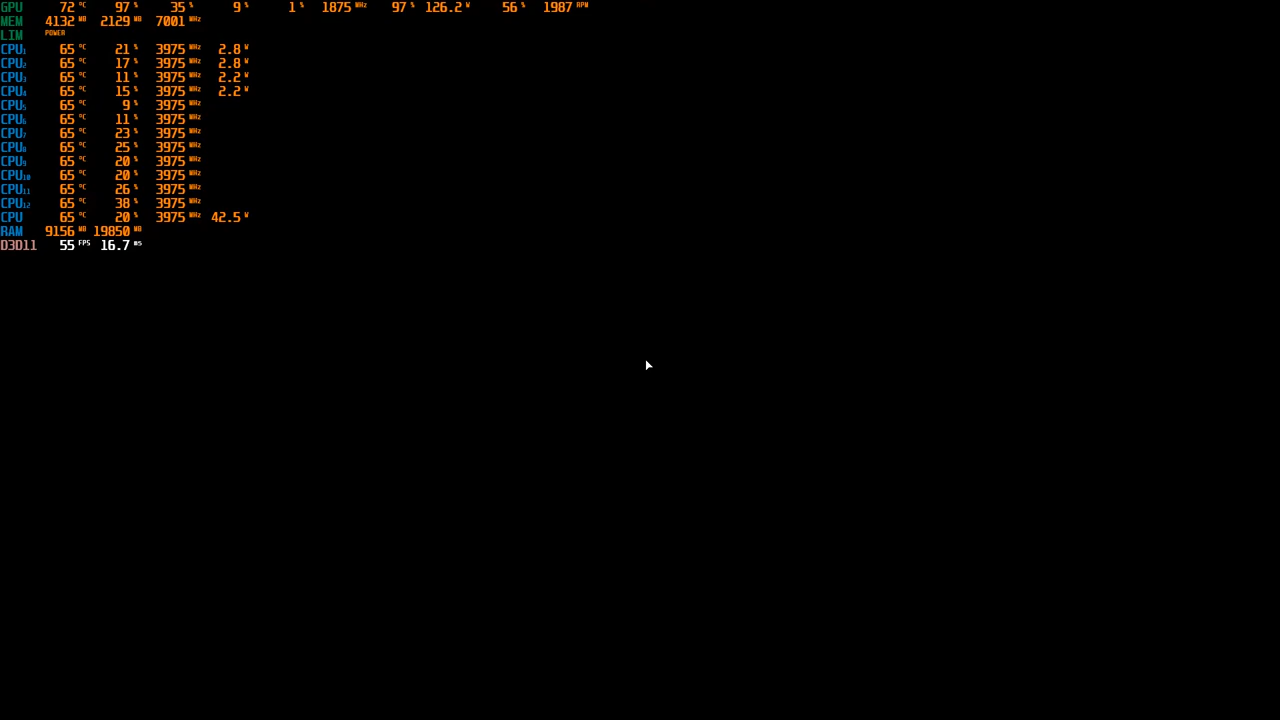 GPU 72 °C 97 % 35 % 9 % 1 % 1875 MHz 97 % 126.2 W 56 % 1987 RPM
MEM 4132 MB 2129 MB 7001 MHz
LIM POWER
CPU1 65 °C 21 % 3975 MHz 2.8 W
CPU2 65 °C 17 % 3975 MHz 2.8 W
CPU3 65 °C 11 % 3975 MHz 2.2 W
CPU4 65 °C 15 % 3975 MHz 2.2 W
CPU5 65 °C 9 % 3975 MHz
CPU6 65 °C 11 % 3975 MHz
CPU7 65 °C 23 % 3975 MHz
CPU8 65 °C 25 % 3975 MHz
CPU9 65 °C 20 % 3975 MHz
CPU10 65 °C 20 % 3975 MHz
CPU11 65 °C 26 % 3975 MHz
CPU12 65 °C 38 % 3975 MHz
CPU 65 °C 20 % 3975 MHz 42.5 W
RAM 9156 MB 19850 MB
D3D11 55 FPS 16.7 ms